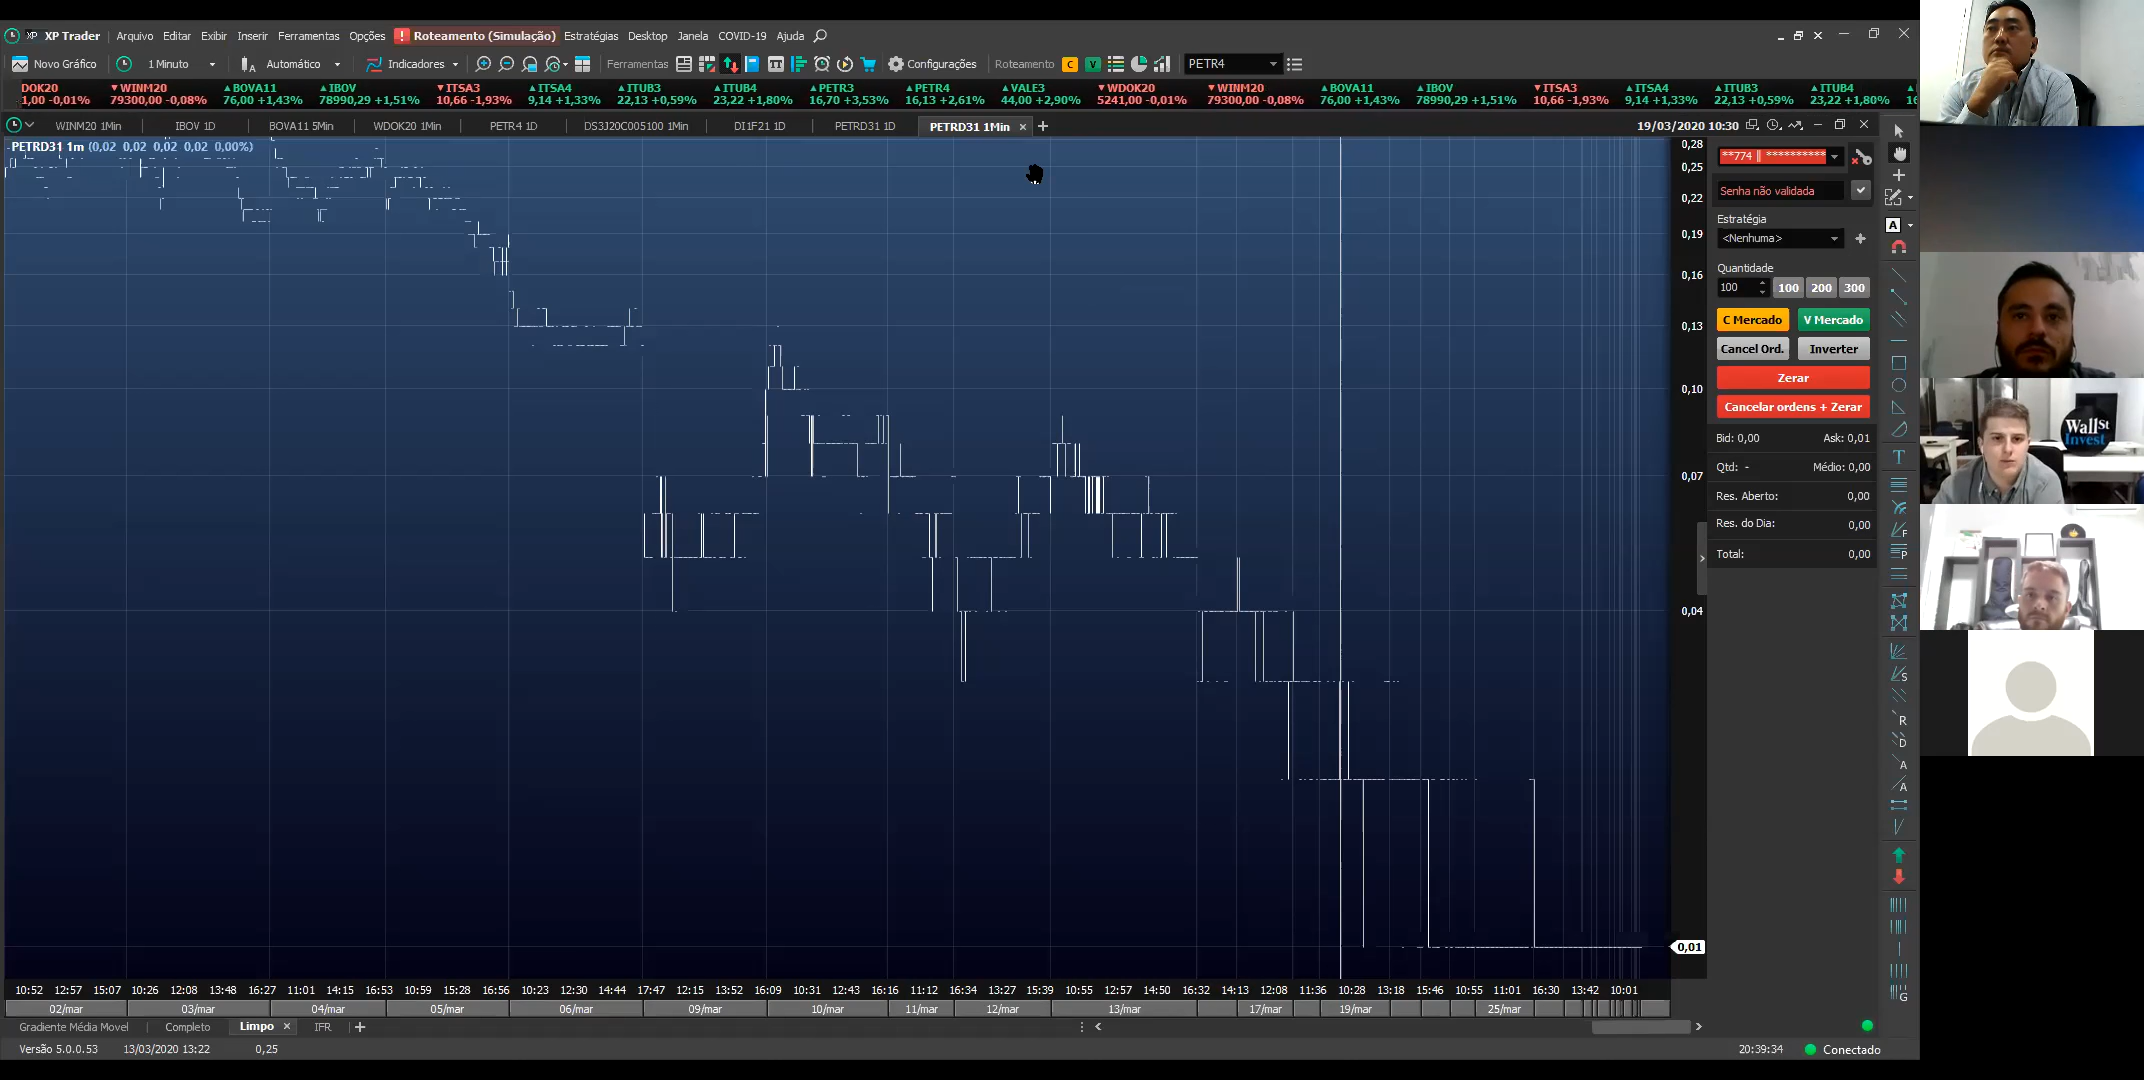 XP XP Trader Arquivo Editar Exibir Inserir Ferramentas Opções Roteamento (Simulação) Estratégias Desktop Janela COVID-19 Ajuda
Novo Gráfico 1 Minuto Automático Indicadores Ferramentas Configurações Roteamento C V PETR4
DOK20 WINM20 BOVA11 IBOV ITSA3 ITSA4 ITUB3 ITUB4 PETR3 PETR4 VALE3 WDOK20 WINM20 BOVA11 IBOV ITSA3 ITSA4 ITUB3 ITUB4
1,00 -0,01% 79300,00 -0,08% 76,00 +1,43% 78990,29 +1,51% 10,66 -1,93% 9,14 +1,33% 22,13 +0,59% 23,22 +1,80% 16,70 +3,53% 16,13 +2,61% 44,00 +2,90% 5241,00 -0,01% 79300,00 -0,08% 76,00 +1,43% 78990,29 +1,51% 10,66 -1,93% 9,14 +1,33% 22,13 +0,59% 23,22 +1,80%
WINM20 1Min IBOV 1D BOVA11 5Min WDOK20 1Min PETR4 1D DS3J20C005100 1Min DI1F21 1D PETRD31 1D PETRD31 1Min 19/03/2020 10:30
PETRD31 1m (0,02 0,02 0,02 0,02 0,00%)
0,28
0,25
0,22
0,19
0,16
0,13
0,10
0,07
0,04
0,01
**774 || **********
Senha não validada
Estratégia
<Nenhuma>
Quantidade
100 100 200 300
C Mercado V Mercado
Cancel Ord. Inverter
Zerar
Cancelar ordens + Zerar
Bid: 0,00 Ask: 0,01
Qtd: - Médio: 0,00
Res. Aberto: 0,00
Res. do Dia: 0,00
Total: 0,00
A
T
F
P
S
R
D
A
A
G
Wall St
Invest
10:52 12:57 15:07 10:26 12:08 13:48 16:27 11:01 14:15 16:53 10:59 15:28 16:56 10:23 12:30 14:44 17:47 12:15 13:52 16:09 10:31 12:43 16:16 11:12 16:34 13:27 15:39 10:55 12:57 14:50 16:32 14:13 12:08 11:36 10:28 13:18 15:46 10:55 11:01 16:30 13:42 10:01
02/mar 03/mar 04/mar 05/mar 06/mar 09/mar 10/mar 11/mar 12/mar 13/mar 17/mar 19/mar 25/mar
Gradiente Média Movel Completo Limpo IFR
Versão 5.0.0.53 13/03/2020 13:22 0,25 20:39:34 Conectado